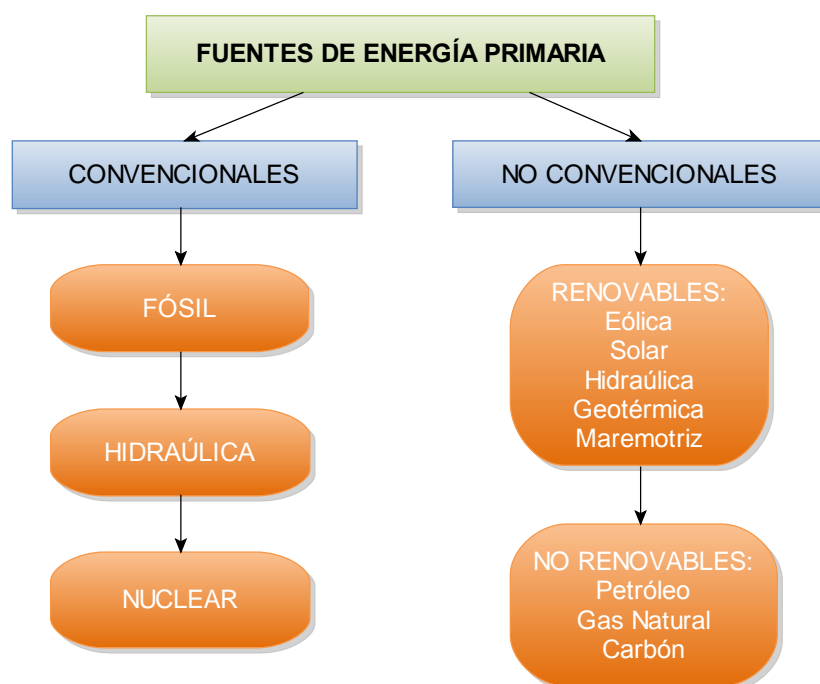 FUENTES DE ENERGÍA PRIMARIA
CONVENCIONALES
FÓSIL
HIDRAÚLICA
NUCLEAR
NO CONVENCIONALES
RENOVABLES:
Eólica
Solar
Hidraúlica
Geotérmica
Maremotriz
NO RENOVABLES:
Petróleo
Gas Natural
Carbón